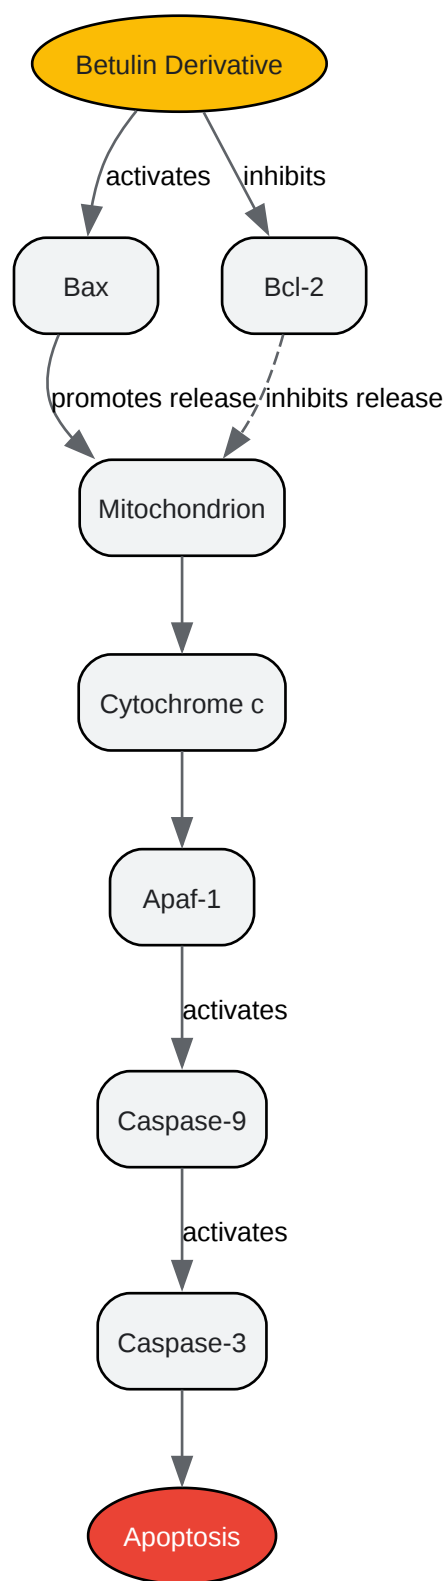 Betulin Derivative
activates
inhibits
Bax
Bcl-2
promotes release
inhibits release
Mitochondrion
Cytochrome c
Apaf-1
activates
Caspase-9
activates
Caspase-3
Apoptosis